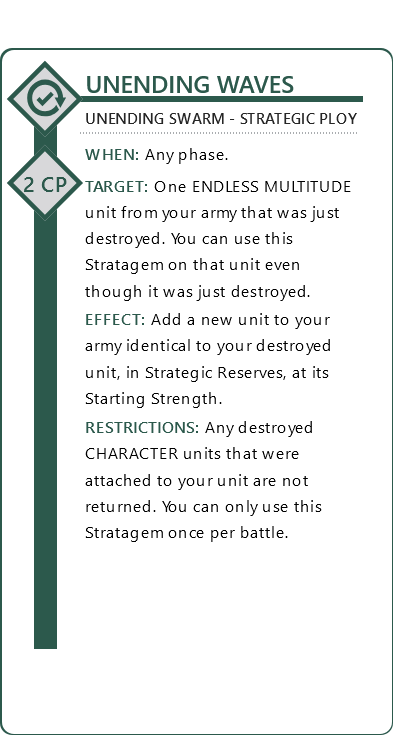 UNENDING WAVES
UNENDING SWARM - STRATEGIC PLOY
WHEN: Any phase.
2 CP
TARGET: One ENDLESS MULTITUDE
unit from your army that was just
destroyed. You can use this
Stratagem on that unit even
though it was just destroyed.
EFFECT: Add a new unit to your
army identical to your destroyed
unit, in Strategic Reserves, at its
Starting Strength.
RESTRICTIONS: Any destroyed
CHARACTER units that were
attached to your unit are not
returned. You can only use this
Stratagem once per battle.